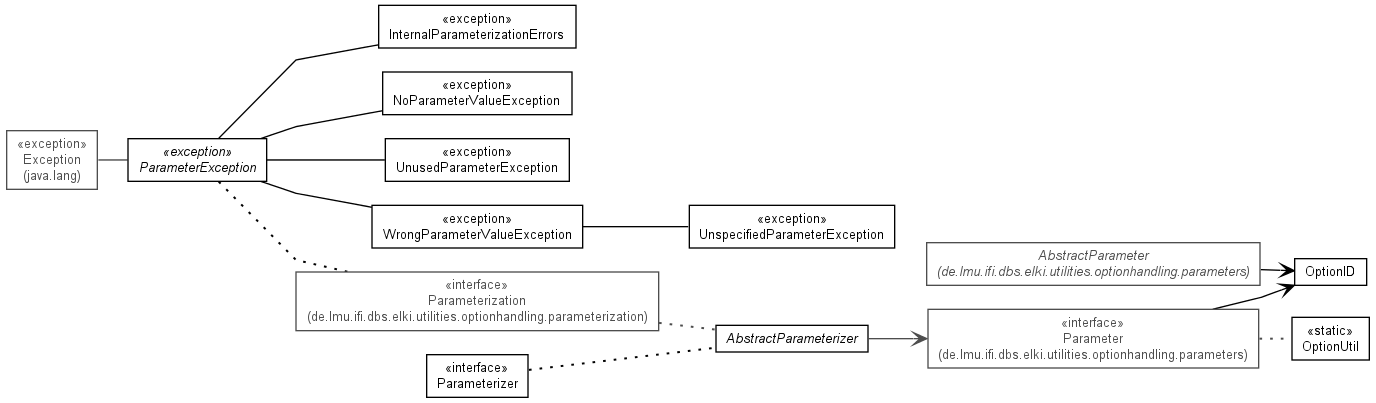 «exception»
InternalParameterizationErrors
«exception»
NoParameterValueException
«exception»
Exception
(java.lang)
«exception»
ParameterException
«exception»
UnusedParameterException
«exception»
WrongParameterValueException
«exception»
UnspecifiedParameterException
AbstractParameter
(de.lmu.ifi.dbs.elki.utilities.optionhandling.parameters)
OptionID
«interface»
Parameterization
(de.lmu.ifi.dbs.elki.utilities.optionhandling.parameterization)
AbstractParameterizer
«interface»
Parameter
(de.lmu.ifi.dbs.elki.utilities.optionhandling.parameters)
«static»
OptionUtil
«interface»
Parameterizer